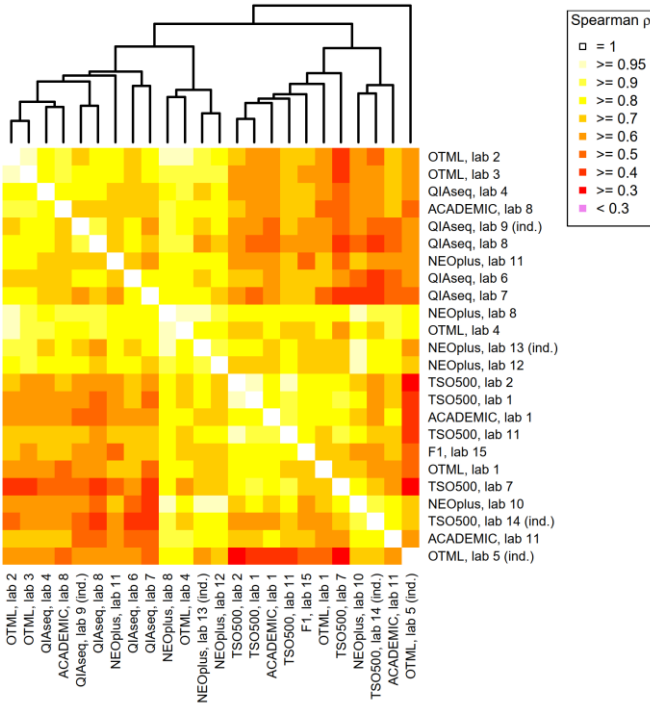 Spearman ρ
= 1
>= 0.95
>= 0.9
>= 0.8
>= 0.7
>= 0.6
>= 0.5
>= 0.4
>= 0.3
< 0.3
OTML, lab 2
OTML, lab 3
QIAseq, lab 4
ACADEMIC, lab 8
QIAseq, lab 9 (ind.)
QIAseq, lab 8
NEOplus, lab 11
QIAseq, lab 6
QIAseq, lab 7
NEOplus, lab 8
OTML, lab 4
NEOplus, lab 13 (ind.)
NEOplus, lab 12
TSO500, lab 2
TSO500, lab 1
ACADEMIC, lab 1
TSO500, lab 11
F1, lab 15
OTML, lab 1
TSO500, lab 7
NEOplus, lab 10
TSO500, lab 14 (ind.)
ACADEMIC, lab 11
OTML, lab 5 (ind.)
OTML, lab 2
OTML, lab 3
QIAseq, lab 4
ACADEMIC, lab 8
QIAseq, lab 9 (ind.)
QIAseq, lab 8
NEOplus, lab 11
QIAseq, lab 6
QIAseq, lab 7
NEOplus, lab 8
OTML, lab 4
NEOplus, lab 13 (ind.)
NEOplus, lab 12
TSO500, lab 2
TSO500, lab 1
ACADEMIC, lab 1
TSO500, lab 11
F1, lab 15
OTML, lab 1
TSO500, lab 7
NEOplus, lab 10
TSO500, lab 14 (ind.)
ACADEMIC, lab 11
OTML, lab 5 (ind.)